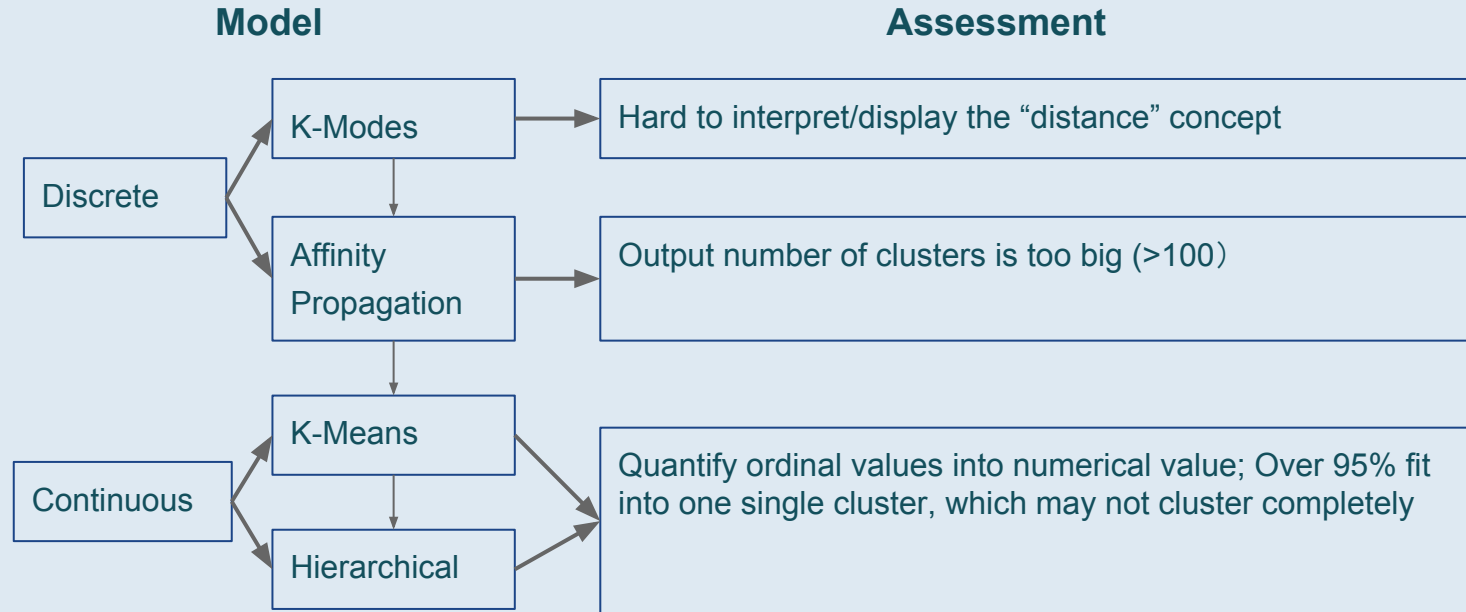 Model
Assessment
K-Modes
Hard to interpret/display the “distance” concept
Discrete
Affinity
Propagation
Output number of clusters is too big (>100）
K-Means
Continuous
Quantify ordinal values into numerical value; Over 95% fit
into one single cluster, which may not cluster completely
Hierarchical